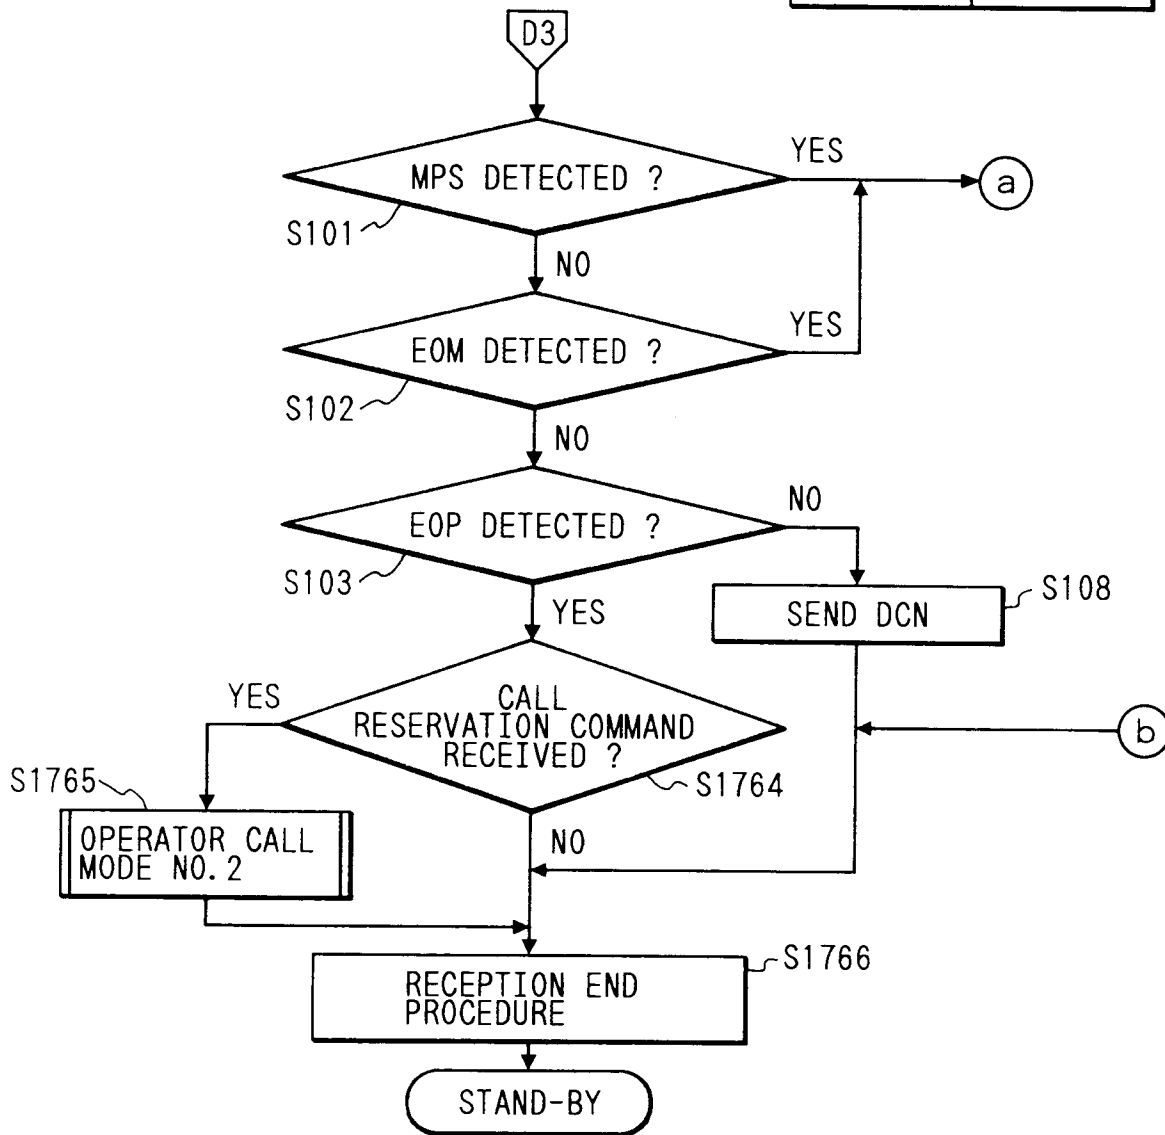 D3
MPS DETECTED ?
YES
a
S101
NO
EOM DETECTED ?
YES
S102
NO
EOP DETECTED ?
NO
S103
YES
SEND DCN
S108
CALL
RESERVATION COMMAND
RECEIVED ?
YES
b
S1764
S1765
OPERATOR CALL
MODE NO.2
NO
S1766
RECEPTION END
PROCEDURE
STAND-BY